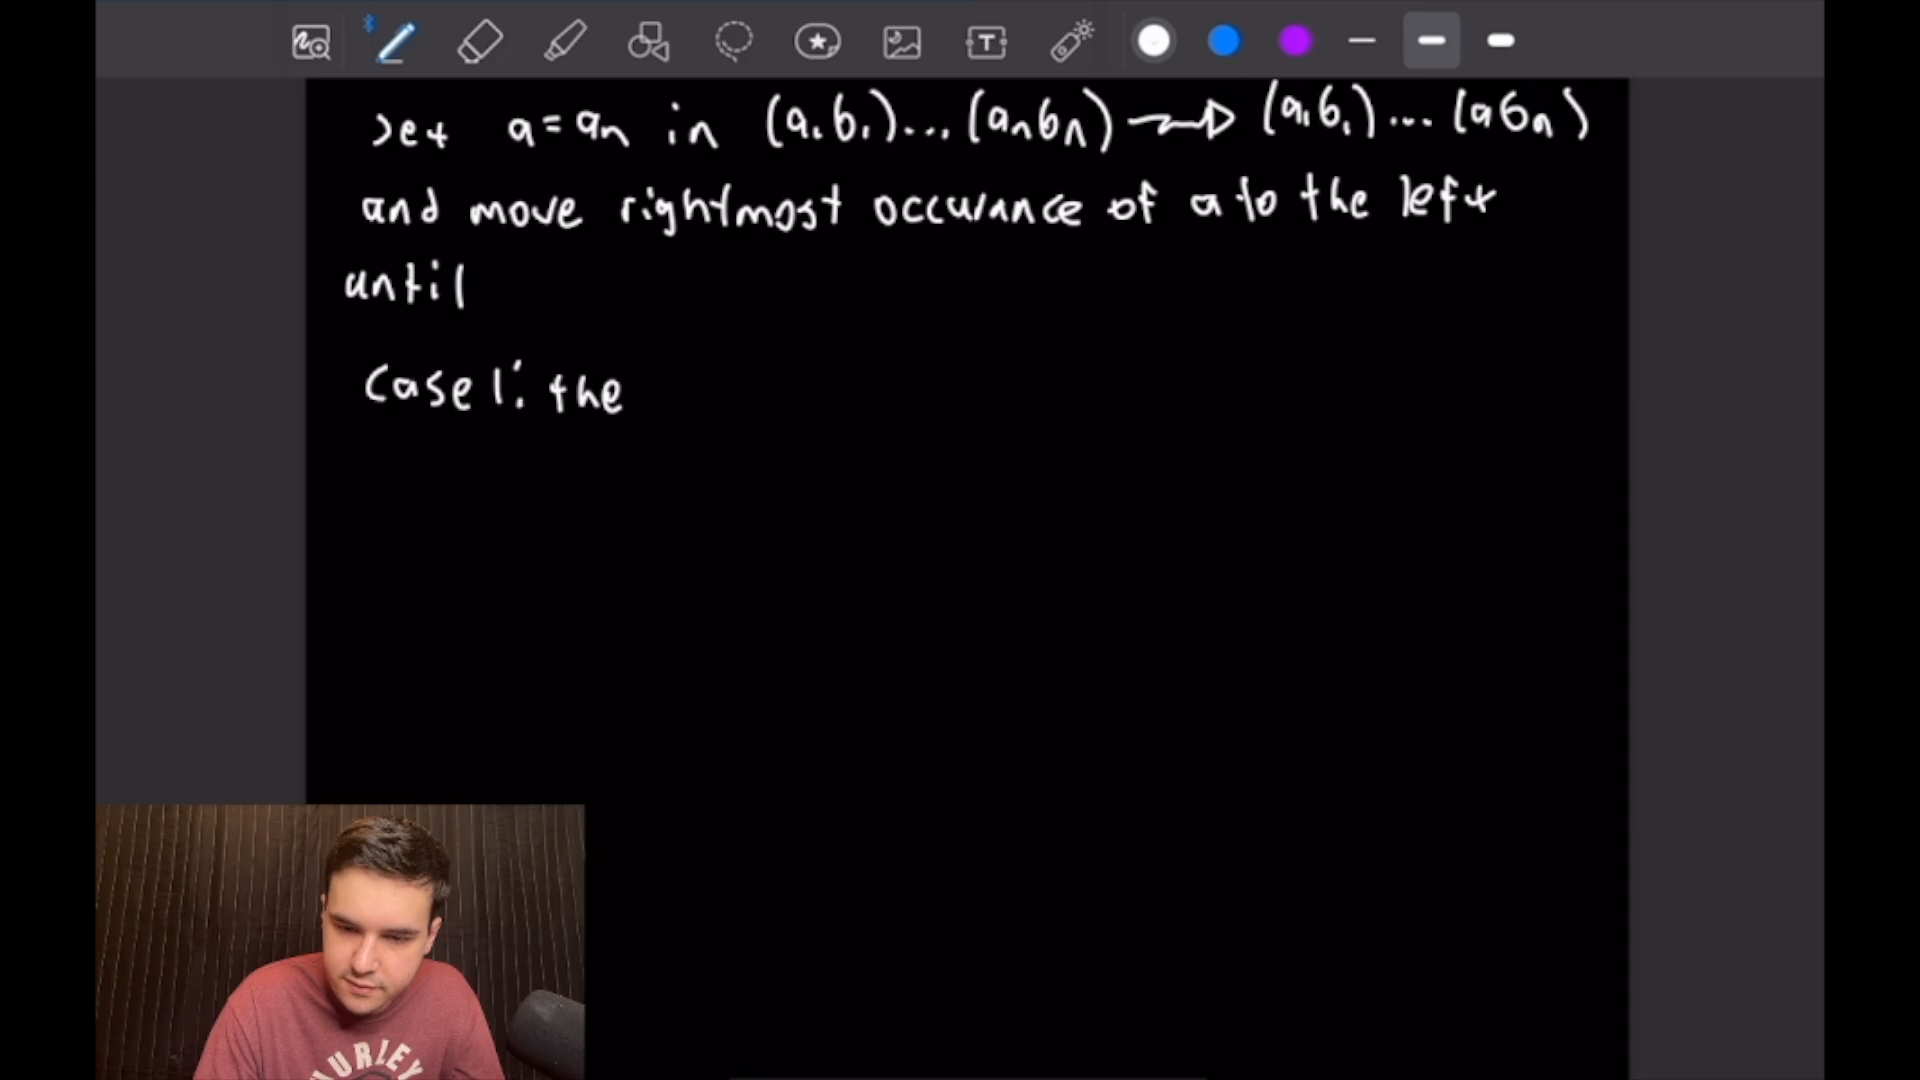 Set a=an in (a1b1)...(anbn) → (a1b1)...(abn)
and move rightmost occurance of a to the left
until
Case 1: the
T
HURLEY